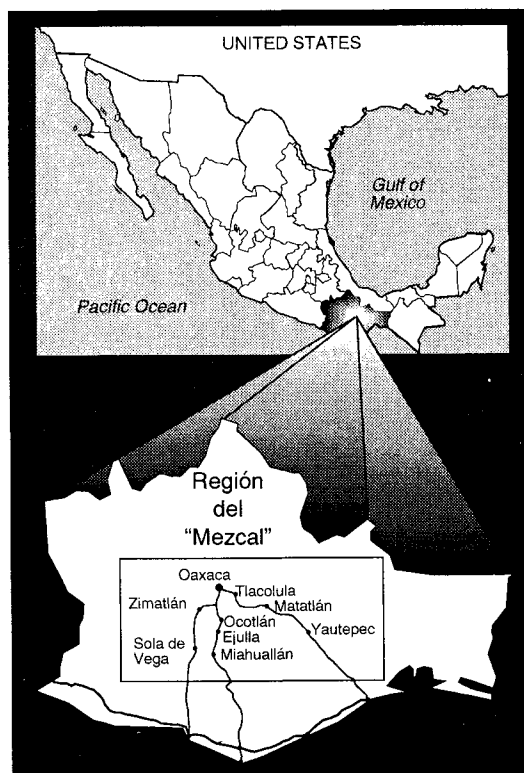 UNITED STATES
Gulf of
Mexico
Pacific Ocean
Región
del
"Mezcal"
Oaxaca
Tlacolula
Zimatlán
Matatlán
Ocotlán
Ejulla
Yautepec
Sola de
Vega
Miahuallán